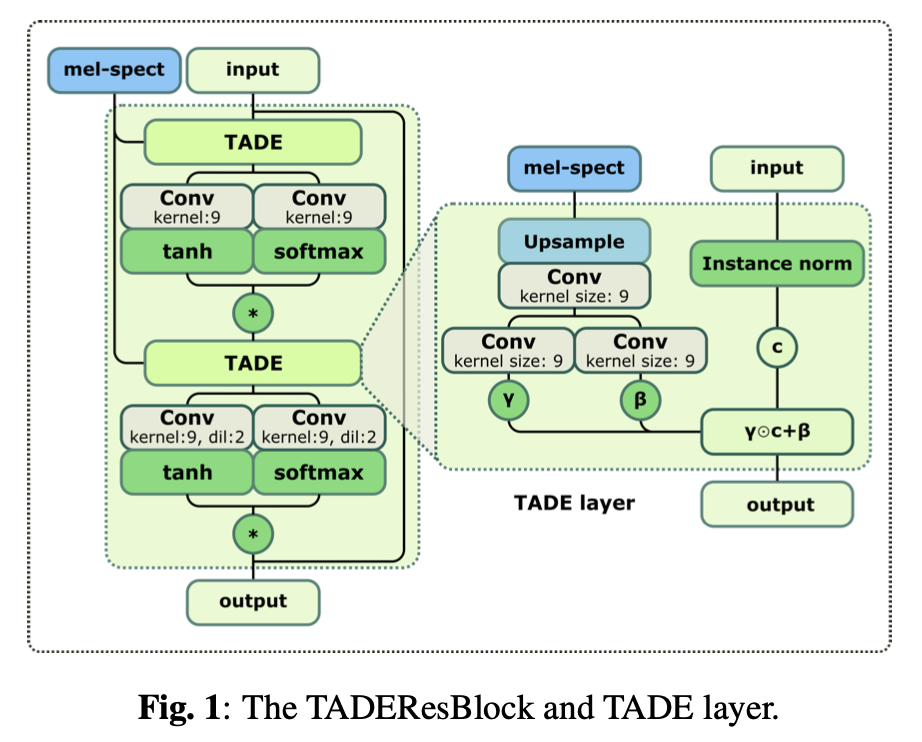 mel-spect
input
TADE
Conv
kernel:9
Conv
kernel:9
tanh
softmax
*
TADE
Conv
kernel:9, dil:2
Conv
kernel:9, dil:2
tanh
softmax
*
output
mel-spect
input
Upsample
Instance norm
Conv
kernel size: 9
Conv
kernel size: 9
Conv
kernel size: 9
c
γ
β
γ⊙c+β
TADE layer
output
Fig. 1: The TADEResBlock and TADE layer.